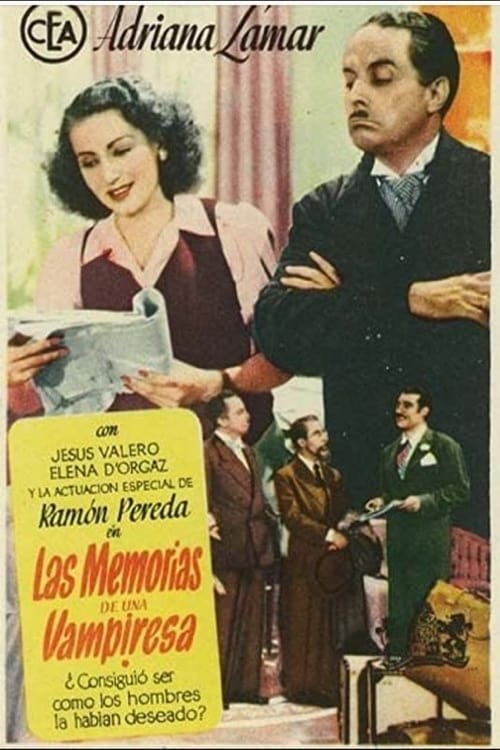 CEA Adriana Lamar
con
JESUS VALERO
ELENA D'ORGAZ
Y LA ACTUACION ESPECIAL DE
Ramón Pereda
en
Las Memorias
DE UNA
Vampiresa
¿Consiguió ser
como los hombres
la habían deseado?